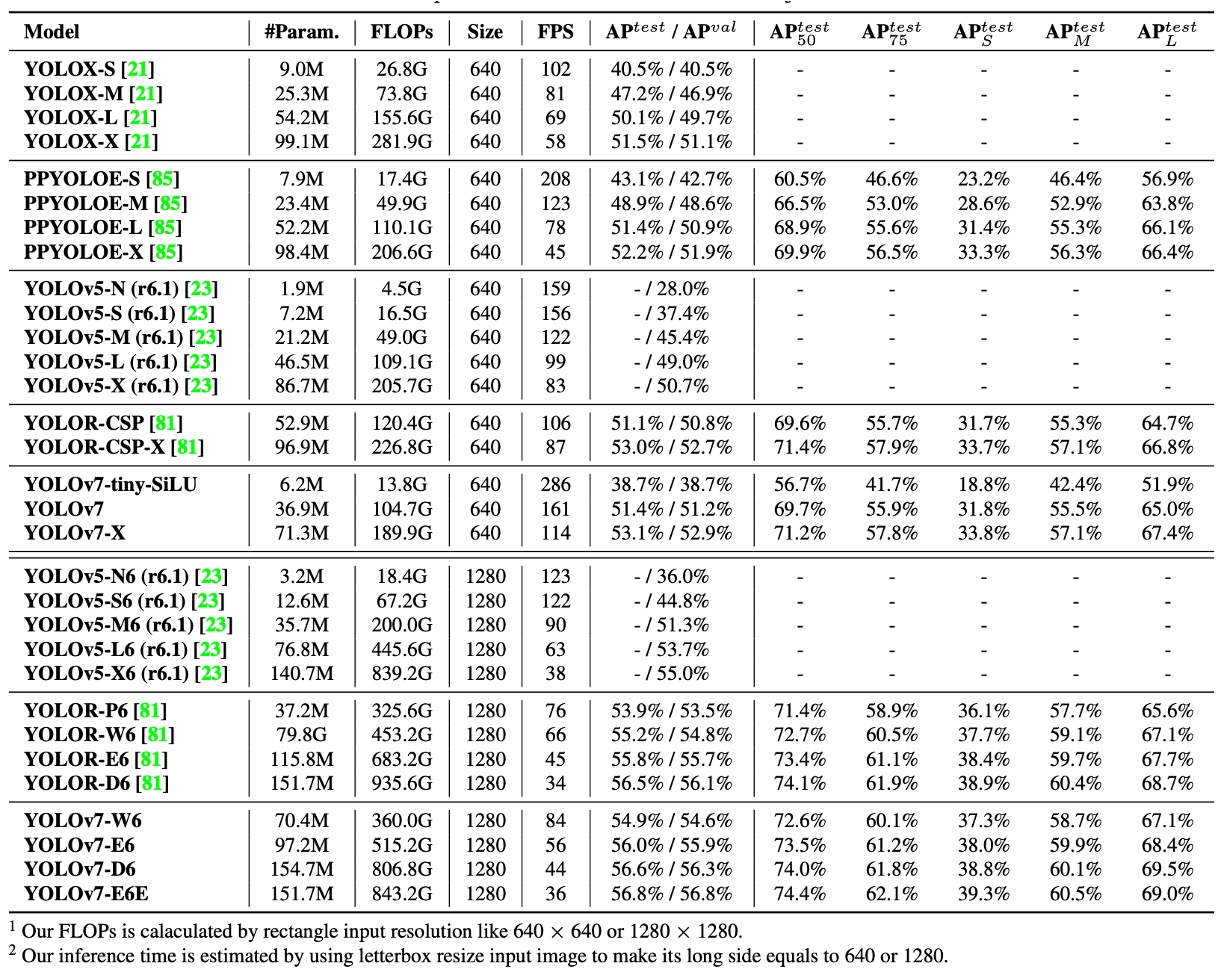 Model #Param. FLOPs Size FPS AP^test / AP^val AP^test_50 AP^test_75 AP^test_S AP^test_M AP^test_L
YOLOX-S [21] 9.0M 26.8G 640 102 40.5% / 40.5% - - - - -
YOLOX-M [21] 25.3M 73.8G 640 81 47.2% / 46.9% - - - - -
YOLOX-L [21] 54.2M 155.6G 640 69 50.1% / 49.7% - - - - -
YOLOX-X [21] 99.1M 281.9G 640 58 51.5% / 51.1% - - - - -
PPYOLOE-S [85] 7.9M 17.4G 640 208 43.1% / 42.7% 60.5% 46.6% 23.2% 46.4% 56.9%
PPYOLOE-M [85] 23.4M 49.9G 640 123 48.9% / 48.6% 66.5% 53.0% 28.6% 52.9% 63.8%
PPYOLOE-L [85] 52.2M 110.1G 640 78 51.4% / 50.9% 68.9% 55.6% 31.4% 55.3% 66.1%
PPYOLOE-X [85] 98.4M 206.6G 640 45 52.2% / 51.9% 69.9% 56.5% 33.3% 56.3% 66.4%
YOLOv5-N (r6.1) [23] 1.9M 4.5G 640 159 - / 28.0% - - - - -
YOLOv5-S (r6.1) [23] 7.2M 16.5G 640 156 - / 37.4% - - - - -
YOLOv5-M (r6.1) [23] 21.2M 49.0G 640 122 - / 45.4% - - - - -
YOLOv5-L (r6.1) [23] 46.5M 109.1G 640 99 - / 49.0% - - - - -
YOLOv5-X (r6.1) [23] 86.7M 205.7G 640 83 - / 50.7% - - - - -
YOLOR-CSP [81] 52.9M 120.4G 640 106 51.1% / 50.8% 69.6% 55.7% 31.7% 55.3% 64.7%
YOLOR-CSP-X [81] 96.9M 226.8G 640 87 53.0% / 52.7% 71.4% 57.9% 33.7% 57.1% 66.8%
YOLOv7-tiny-SiLU 6.2M 13.8G 640 286 38.7% / 38.7% 56.7% 41.7% 18.8% 42.4% 51.9%
YOLOv7 36.9M 104.7G 640 161 51.4% / 51.2% 69.7% 55.9% 31.8% 55.5% 65.0%
YOLOv7-X 71.3M 189.9G 640 114 53.1% / 52.9% 71.2% 57.8% 33.8% 57.1% 67.4%
YOLOv5-N6 (r6.1) [23] 3.2M 18.4G 1280 123 - / 36.0% - - - - -
YOLOv5-S6 (r6.1) [23] 12.6M 67.2G 1280 122 - / 44.8% - - - - -
YOLOv5-M6 (r6.1) [23] 35.7M 200.0G 1280 90 - / 51.3% - - - - -
YOLOv5-L6 (r6.1) [23] 76.8M 445.6G 1280 63 - / 53.7% - - - - -
YOLOv5-X6 (r6.1) [23] 140.7M 839.2G 1280 38 - / 55.0% - - - - -
YOLOR-P6 [81] 37.2M 325.6G 1280 76 53.9% / 53.5% 71.4% 58.9% 36.1% 57.7% 65.6%
YOLOR-W6 [81] 79.8G 453.2G 1280 66 55.2% / 54.8% 72.7% 60.5% 37.7% 59.1% 67.1%
YOLOR-E6 [81] 115.8M 683.2G 1280 45 55.8% / 55.7% 73.4% 61.1% 38.4% 59.7% 67.7%
YOLOR-D6 [81] 151.7M 935.6G 1280 34 56.5% / 56.1% 74.1% 61.9% 38.9% 60.4% 68.7%
YOLOv7-W6 70.4M 360.0G 1280 84 54.9% / 54.6% 72.6% 60.1% 37.3% 58.7% 67.1%
YOLOv7-E6 97.2M 515.2G 1280 56 56.0% / 55.9% 73.5% 61.2% 38.0% 59.9% 68.4%
YOLOv7-D6 154.7M 806.8G 1280 44 56.6% / 56.3% 74.0% 61.8% 38.8% 60.1% 69.5%
YOLOv7-E6E 151.7M 843.2G 1280 36 56.8% / 56.8% 74.4% 62.1% 39.3% 60.5% 69.0%
1 Our FLOPs is calaculated by rectangle input resolution like 640 × 640 or 1280 × 1280.
2 Our inference time is estimated by using letterbox resize input image to make its long side equals to 640 or 1280.